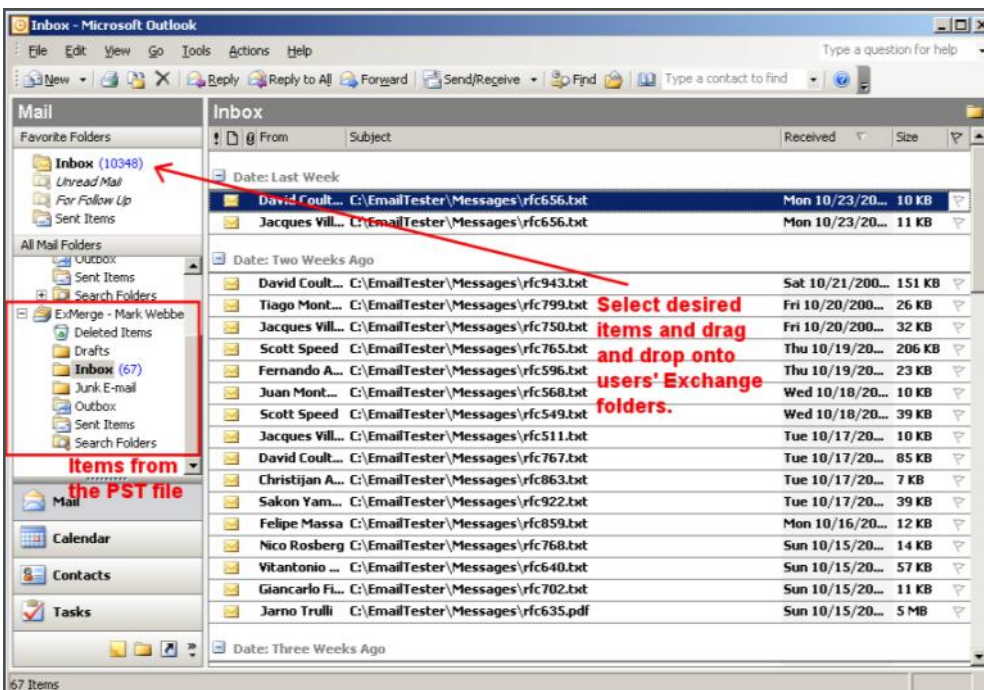 Inbox - Microsoft Outlook
File Edit View Go Tools Actions Help Type a question for help
New Reply Reply to All Forward Send/Receive Find Type a contact to find
Mail
Favorite Folders
Inbox (10348)
Unread Mail
For Follow Up
Sent Items
All Mail Folders
Outbox
Sent Items
Search Folders
ExMerge - Mark Webbe
Deleted Items
Drafts
Inbox (67)
Junk E-mail
Outbox
Sent Items
Search Folders
Items from
the PST file
Mail
Calendar
Contacts
Tasks
Inbox
From Subject Received Size
Date: Last Week
David Coult... C:\EmailTester\Messages\rfc656.txt Mon 10/23/20... 10 KB
Jacques Vill... C:\EmailTester\Messages\rfc656.txt Mon 10/23/20... 11 KB
Date: Two Weeks Ago
David Coult... C:\EmailTester\Messages\rfc943.txt Sat 10/21/200... 151 KB
Tiago Mont... C:\EmailTester\Messages\rfc799.txt Fri 10/20/200... 26 KB
Jacques Vill... C:\EmailTester\Messages\rfc750.txt Fri 10/20/200... 32 KB
Scott Speed C:\EmailTester\Messages\rfc765.txt Thu 10/19/20... 206 KB
Fernando A... C:\EmailTester\Messages\rfc596.txt Thu 10/19/20... 23 KB
Juan Mont... C:\EmailTester\Messages\rfc568.txt Wed 10/18/20... 10 KB
Scott Speed C:\EmailTester\Messages\rfc549.txt Wed 10/18/20... 39 KB
Jacques Vill... C:\EmailTester\Messages\rfc511.txt Tue 10/17/20... 10 KB
David Coult... C:\EmailTester\Messages\rfc767.txt Tue 10/17/20... 85 KB
Christijan A... C:\EmailTester\Messages\rfc863.txt Tue 10/17/20... 7 KB
Sakon Yam... C:\EmailTester\Messages\rfc922.txt Tue 10/17/20... 39 KB
Felipe Massa C:\EmailTester\Messages\rfc859.txt Mon 10/16/20... 12 KB
Nico Rosberg C:\EmailTester\Messages\rfc768.txt Sun 10/15/20... 14 KB
Vitantonio ... C:\EmailTester\Messages\rfc640.txt Sun 10/15/20... 57 KB
Giancarlo Fi... C:\EmailTester\Messages\rfc702.txt Sun 10/15/20... 11 KB
Jarno Trulli C:\EmailTester\Messages\rfc635.pdf Sun 10/15/20... 5 MB
Date: Three Weeks Ago
Select desired
items and drag
and drop onto
users' Exchange
folders.
67 Items